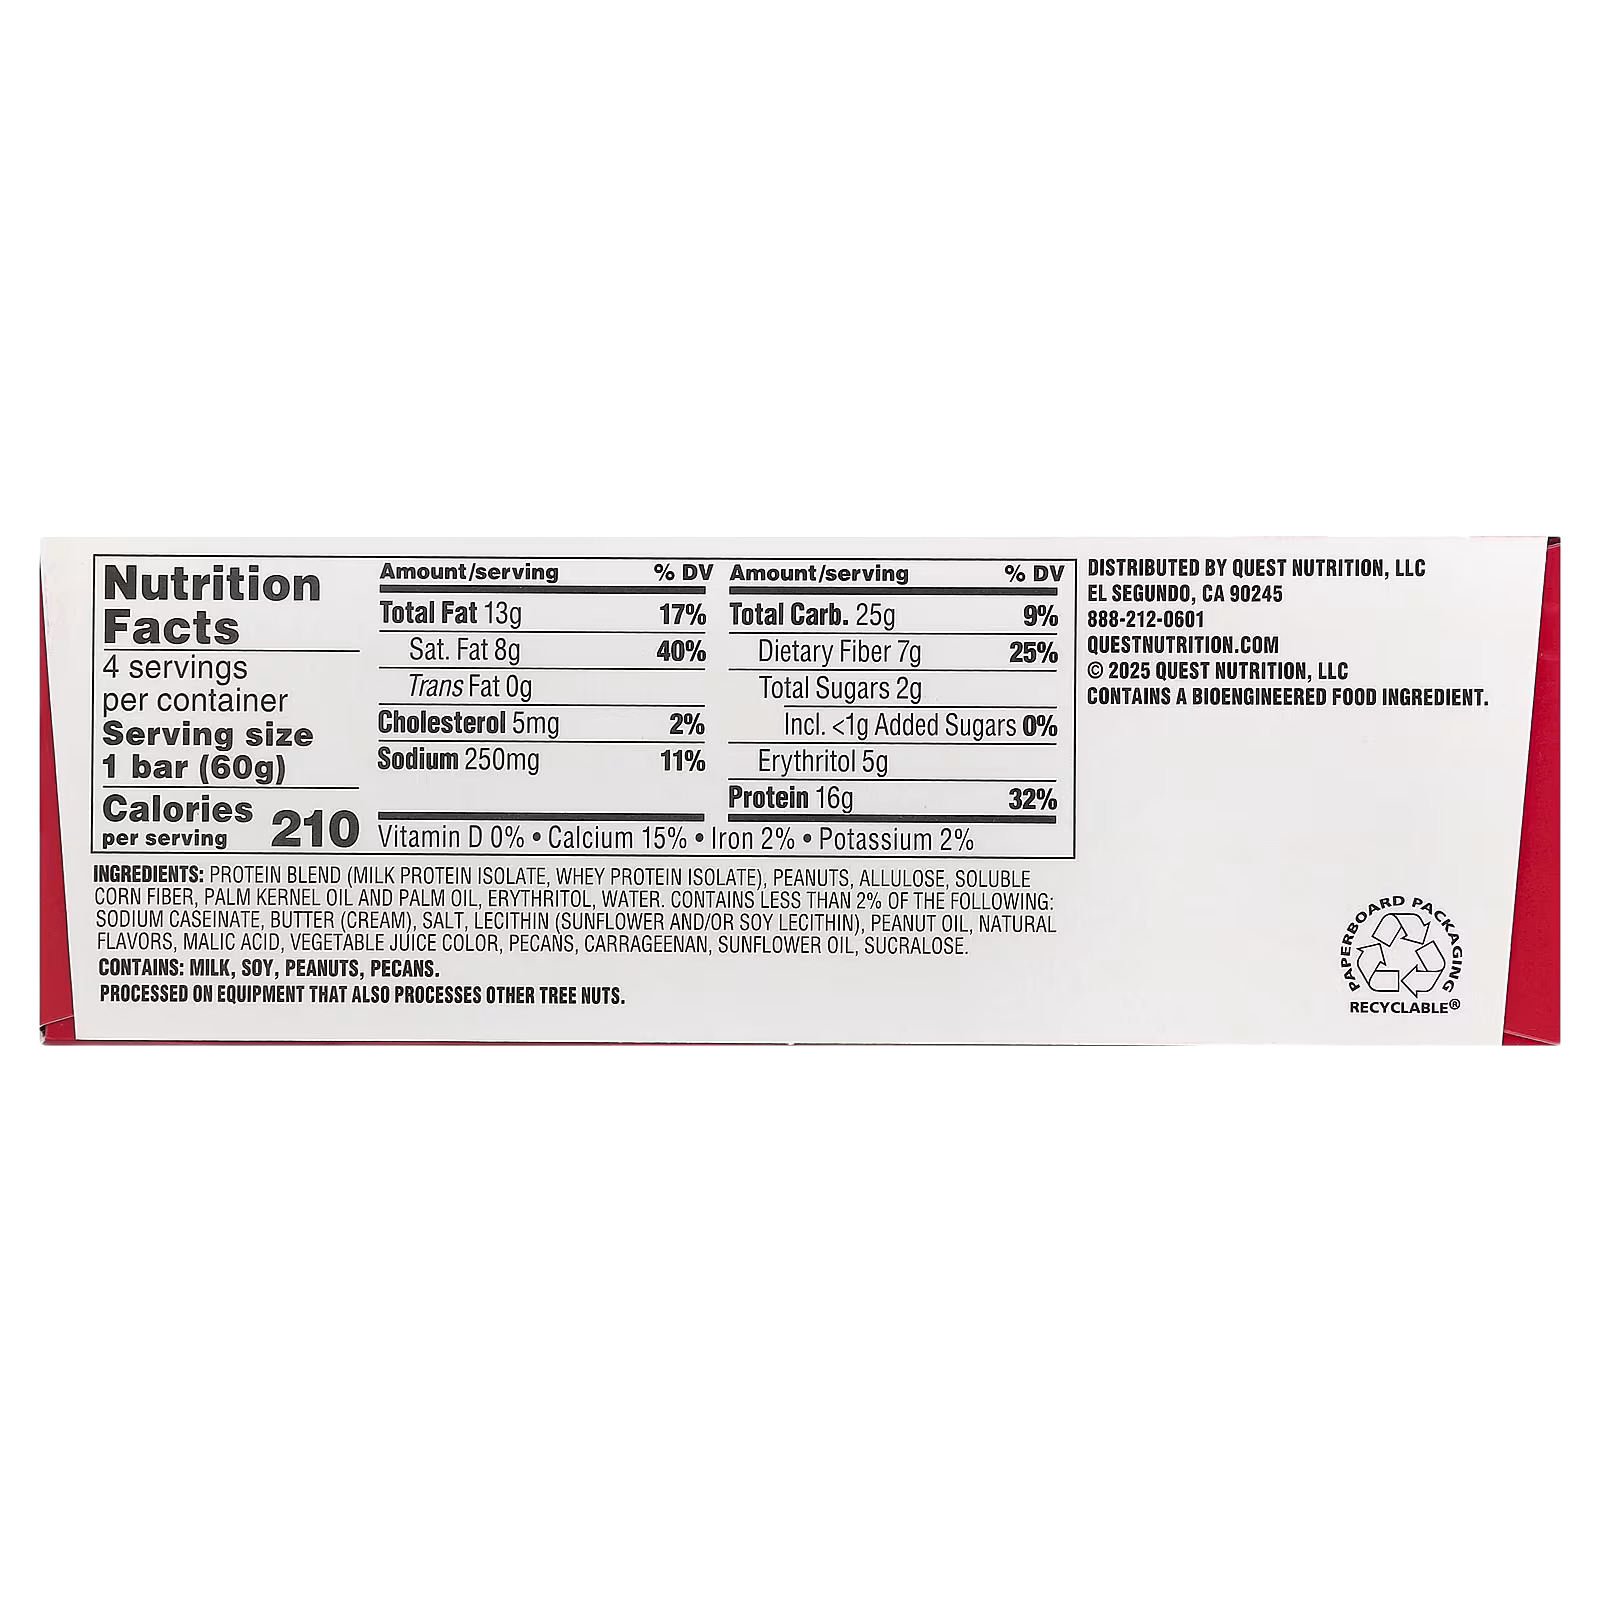 Nutrition
Facts
4 servings
per container
Serving size
1 bar (60g)
Calories
per serving 210
Amount/serving % DV
Total Fat 13g 17%
Sat. Fat 8g 40%
Trans Fat 0g
Cholesterol 5mg 2%
Sodium 250mg 11%
Amount/serving % DV
Total Carb. 25g 9%
Dietary Fiber 7g 25%
Total Sugars 2g
Incl. <1g Added Sugars 0%
Erythritol 5g
Protein 16g 32%
Vitamin D 0% • Calcium 15% • Iron 2% • Potassium 2%
INGREDIENTS: PROTEIN BLEND (MILK PROTEIN ISOLATE, WHEY PROTEIN ISOLATE), PEANUTS, ALLULOSE, SOLUBLE
CORN FIBER, PALM KERNEL OIL AND PALM OIL, ERYTHRITOL, WATER. CONTAINS LESS THAN 2% OF THE FOLLOWING:
SODIUM CASEINATE, BUTTER (CREAM), SALT, LECITHIN (SUNFLOWER AND/OR SOY LECITHIN), PEANUT OIL, NATURAL
FLAVORS, MALIC ACID, VEGETABLE JUICE COLOR, PECANS, CARRAGEENAN, SUNFLOWER OIL, SUCRALOSE.
CONTAINS: MILK, SOY, PEANUTS, PECANS.
PROCESSED ON EQUIPMENT THAT ALSO PROCESSES OTHER TREE NUTS.
DISTRIBUTED BY QUEST NUTRITION, LLC
EL SEGUNDO, CA 90245
888-212-0601
QUESTNUTRITION.COM
© 2025 QUEST NUTRITION, LLC
CONTAINS A BIOENGINEERED FOOD INGREDIENT.
PAPERBOARD PACKAGING
RECYCLABLE®